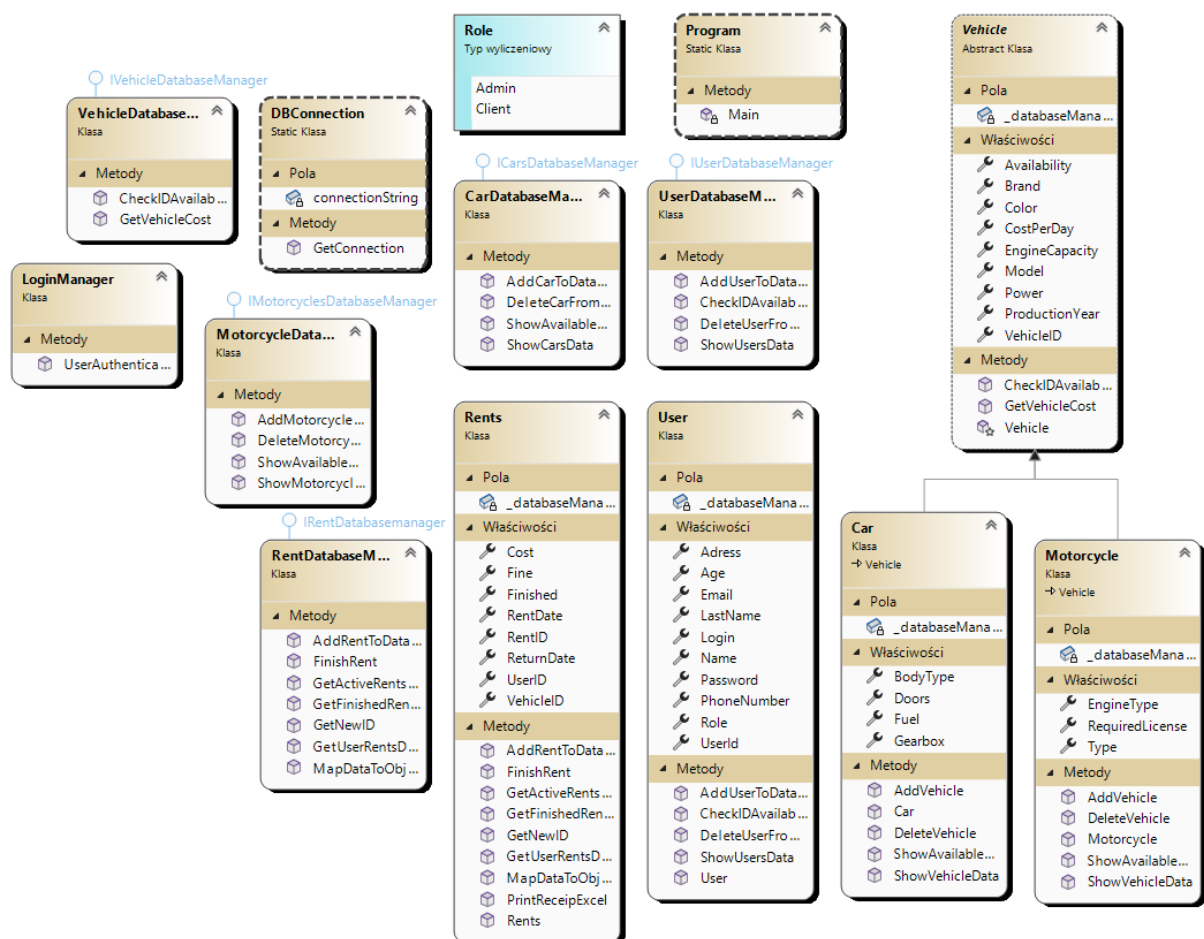 Role
Typ wyliczeniowy
Admin
Client
Program
Static Klasa
Metody
Main
Vehicle
Abstract Klasa
Pola
_databaseMana...
Właściwości
Availability
Brand
Color
CostPerDay
EngineCapacity
Model
Power
ProductionYear
VehicleID
Metody
CheckIDAvailab...
GetVehicleCost
Vehicle
IVehicleDatabaseManager
VehicleDatabase...
Klasa
Metody
CheckIDAvailab...
GetVehicleCost
DBConnection
Static Klasa
Pola
connectionString
Metody
GetConnection
ICarsDatabaseManager
CarDatabaseMa...
Klasa
Metody
AddCarToData...
DeleteCarFrom...
ShowAvailable...
ShowCarsData
IUserDatabaseManager
UserDatabaseM...
Klasa
Metody
AddUserToData...
CheckIDAvailab...
DeleteUserFro...
ShowUsersData
LoginManager
Klasa
Metody
UserAuthentica...
IMotorcyclesDatabaseManager
MotorcycleData...
Klasa
Metody
AddMotorcycle...
DeleteMotorcy...
ShowAvailable...
ShowMotorcycl...
IRentDatabasemanager
RentDatabaseM...
Klasa
Metody
AddRentToData...
FinishRent
GetActiveRents...
GetFinishedRen...
GetNewID
GetUserRentsD...
MapDataToObj...
Rents
Klasa
Pola
_databaseMana...
Właściwości
Cost
Fine
Finished
RentDate
RentID
ReturnDate
UserID
VehicleID
Metody
AddRentToData...
FinishRent
GetActiveRents...
GetFinishedRen...
GetNewID
GetUserRentsD...
MapDataToObj...
PrintReceipExcel
Rents
User
Klasa
Pola
_databaseMana...
Właściwości
Adress
Age
Email
LastName
Login
Name
Password
PhoneNumber
Role
UserId
Metody
AddUserToData...
CheckIDAvailab...
DeleteUserFro...
ShowUsersData
User
Car
Klasa
Vehicle
Pola
_databaseMana...
Właściwości
BodyType
Doors
Fuel
Gearbox
Metody
AddVehicle
Car
DeleteVehicle
ShowAvailable...
ShowVehicleData
Motorcycle
Klasa
Vehicle
Pola
_databaseMana...
Właściwości
EngineType
RequiredLicense
Type
Metody
AddVehicle
DeleteVehicle
Motorcycle
ShowAvailable...
ShowVehicleData